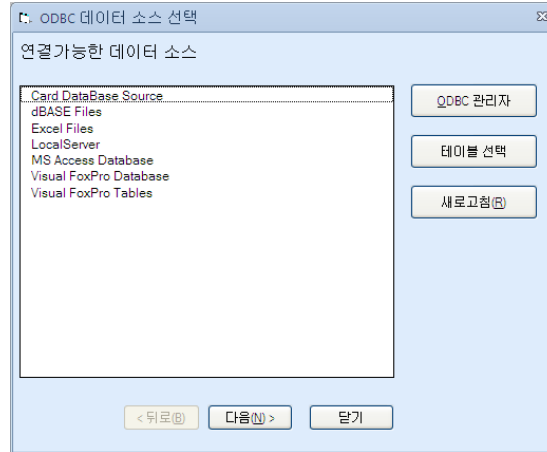 ODBC 데이터 소스 선택
연결가능한 데이터 소스
Card DataBase Source
dBASE Files
Excel Files
LocalServer
MS Access Database
Visual FoxPro Database
Visual FoxPro Tables
ODBC 관리자
테이블 선택
새로고침(R)
< 뒤로(B)
다음(N) >
닫기